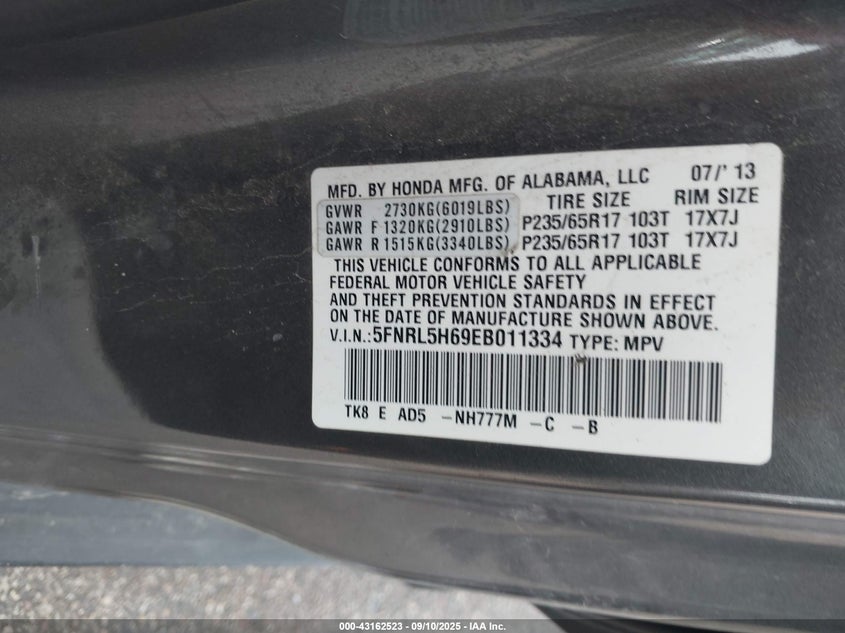 MFD. BY HONDA MFG. OF ALABAMA, LLC 07/'13
TIRE SIZE RIM SIZE
GVWR 2730KG(6019LBS)
GAWR F 1320KG(2910LBS) P235/65R17 103T 17X7J
GAWR R 1515KG(3340LBS) P235/65R17 103T 17X7J
THIS VEHICLE CONFORMS TO ALL APPLICABLE
FEDERAL MOTOR VEHICLE SAFETY
AND THEFT PREVENTION STANDARDS IN EFFECT
ON THE DATE OF MANUFACTURE SHOWN ABOVE.
V.I.N.:5FNRL5H69EB011334 TYPE: MPV
TK8 E AD5 -NH777M -C -B
000-43162523 - 09/10/2025 - IAA Inc.